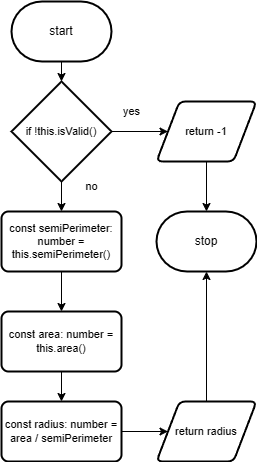 start
if !this.isValid()
yes
return -1
no
const semiPerimeter:
number =
this.semiPerimeter()
stop
const area: number =
this.area()
const radius: number =
area / semiPerimeter
return radius